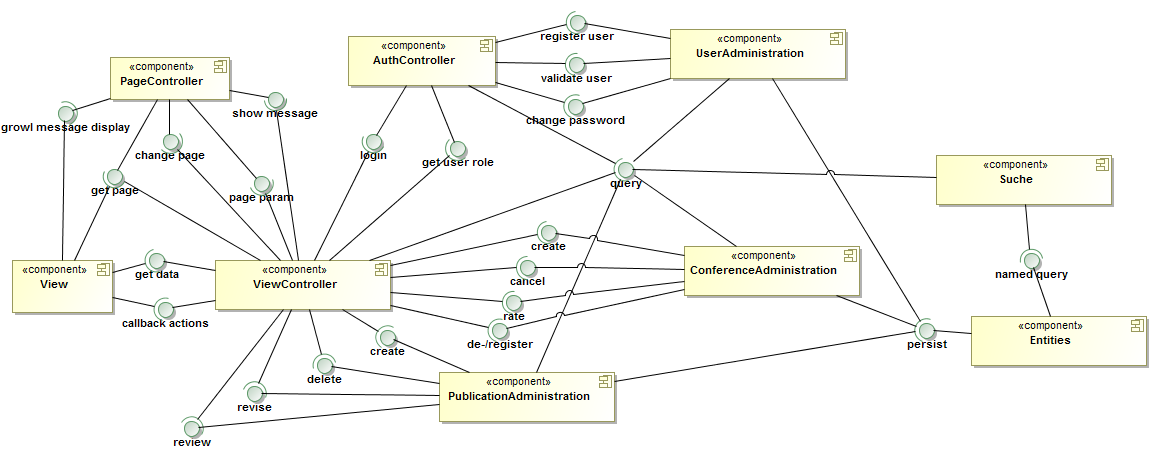 register user
«component»
AuthController
«component»
UserAdministration
«component»
PageController
validate user
show message
change password
growl message display
login
change page
get user role
«component»
Suche
query
get page
page param
create
«component»
View
get data
«component»
ViewController
«component»
ConferenceAdministration
cancel
named query
callback actions
rate
de-/register
create
persist
«component»
Entities
delete
«component»
PublicationAdministration
revise
review